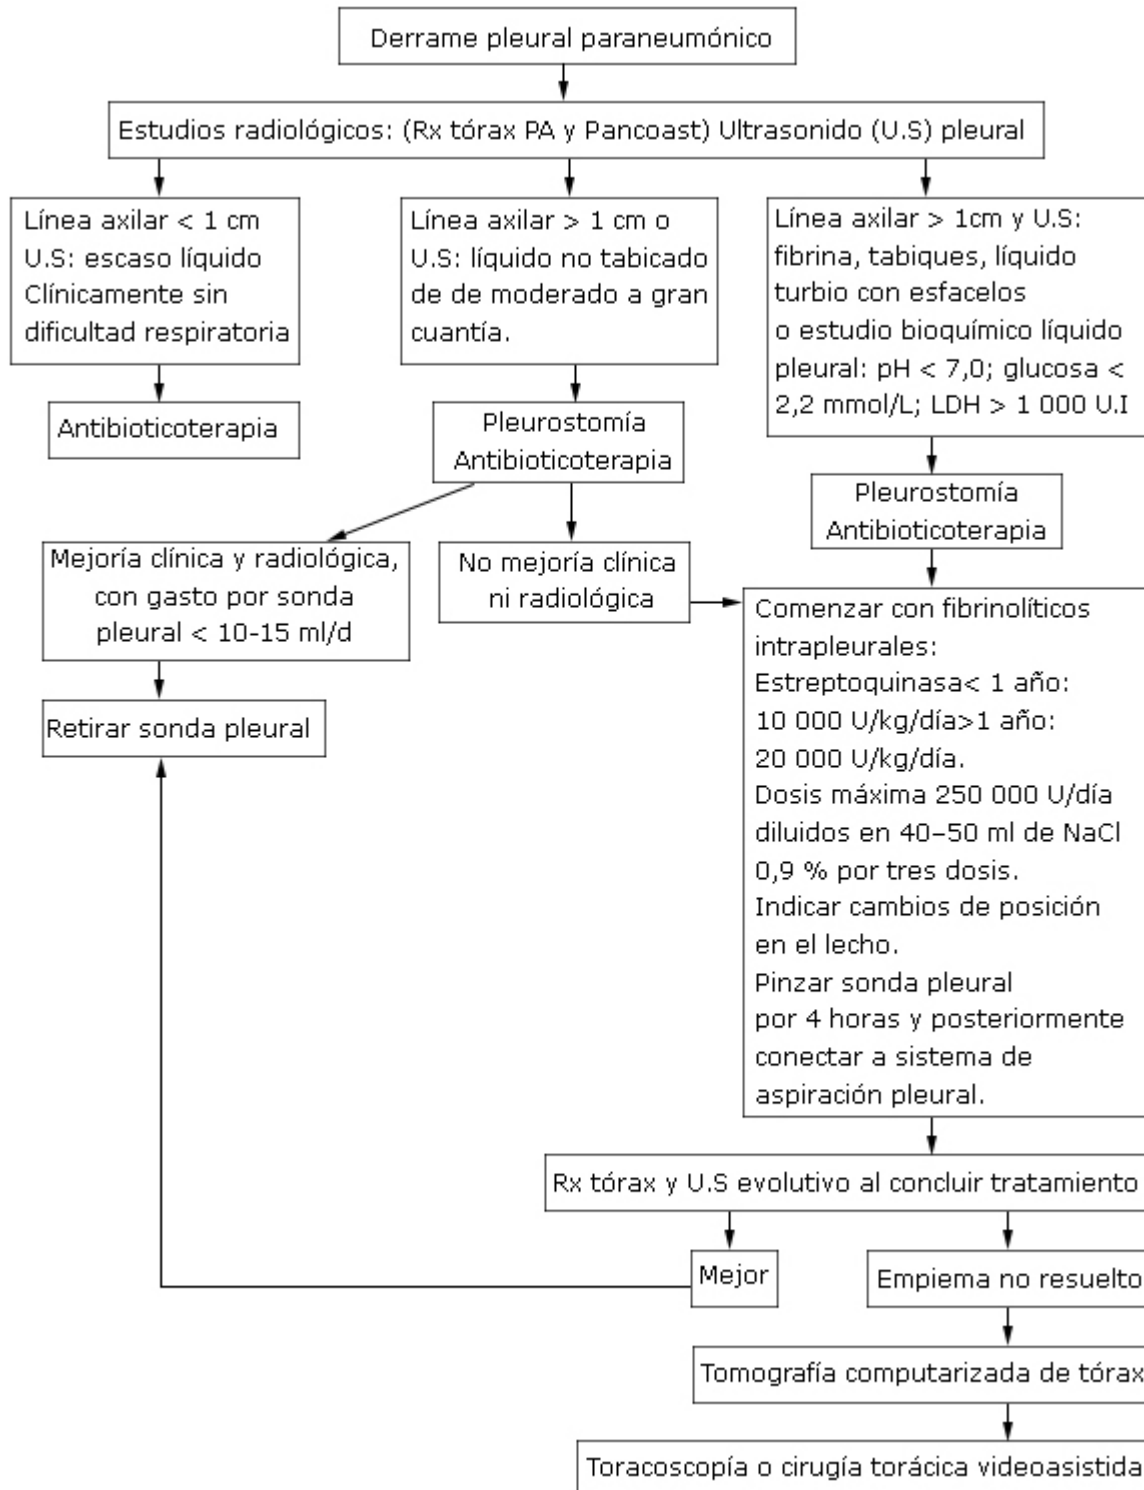 Derrame pleural paraneumónico
Estudios radiológicos: (Rx tórax PA y Pancoast) Ultrasonido (U.S) pleural
Línea axilar < 1 cm
U.S: escaso líquido
Clínicamente sin
dificultad respiratoria
Antibioticoterapia
Línea axilar > 1 cm o
U.S: líquido no tabicado
de de moderado a gran
cuantía.
Pleurostomía
Antibioticoterapia
Línea axilar > 1cm y U.S:
fibrina, tabiques, líquido
turbio con esfacelos
o estudio bioquímico líquido
pleural: pH < 7,0; glucosa <
2,2 mmol/L; LDH > 1 000 U.I
Pleurostomía
Antibioticoterapia
Mejoría clínica y radiológica,
con gasto por sonda
pleural < 10-15 ml/d
Retirar sonda pleural
No mejoría clínica
ni radiológica
Comenzar con fibrinolíticos
intrapleurales:
Estreptoquinasa< 1 año:
10 000 U/kg/día>1 año:
20 000 U/kg/día.
Dosis máxima 250 000 U/día
diluidos en 40–50 ml de NaCl
0,9 % por tres dosis.
Indicar cambios de posición
en el lecho.
Pinzar sonda pleural
por 4 horas y posteriormente
conectar a sistema de
aspiración pleural.
Rx tórax y U.S evolutivo al concluir tratamiento
Mejor
Empiema no resuelto
Tomografía computarizada de tórax
Toracoscopía o cirugía torácica videoasistida